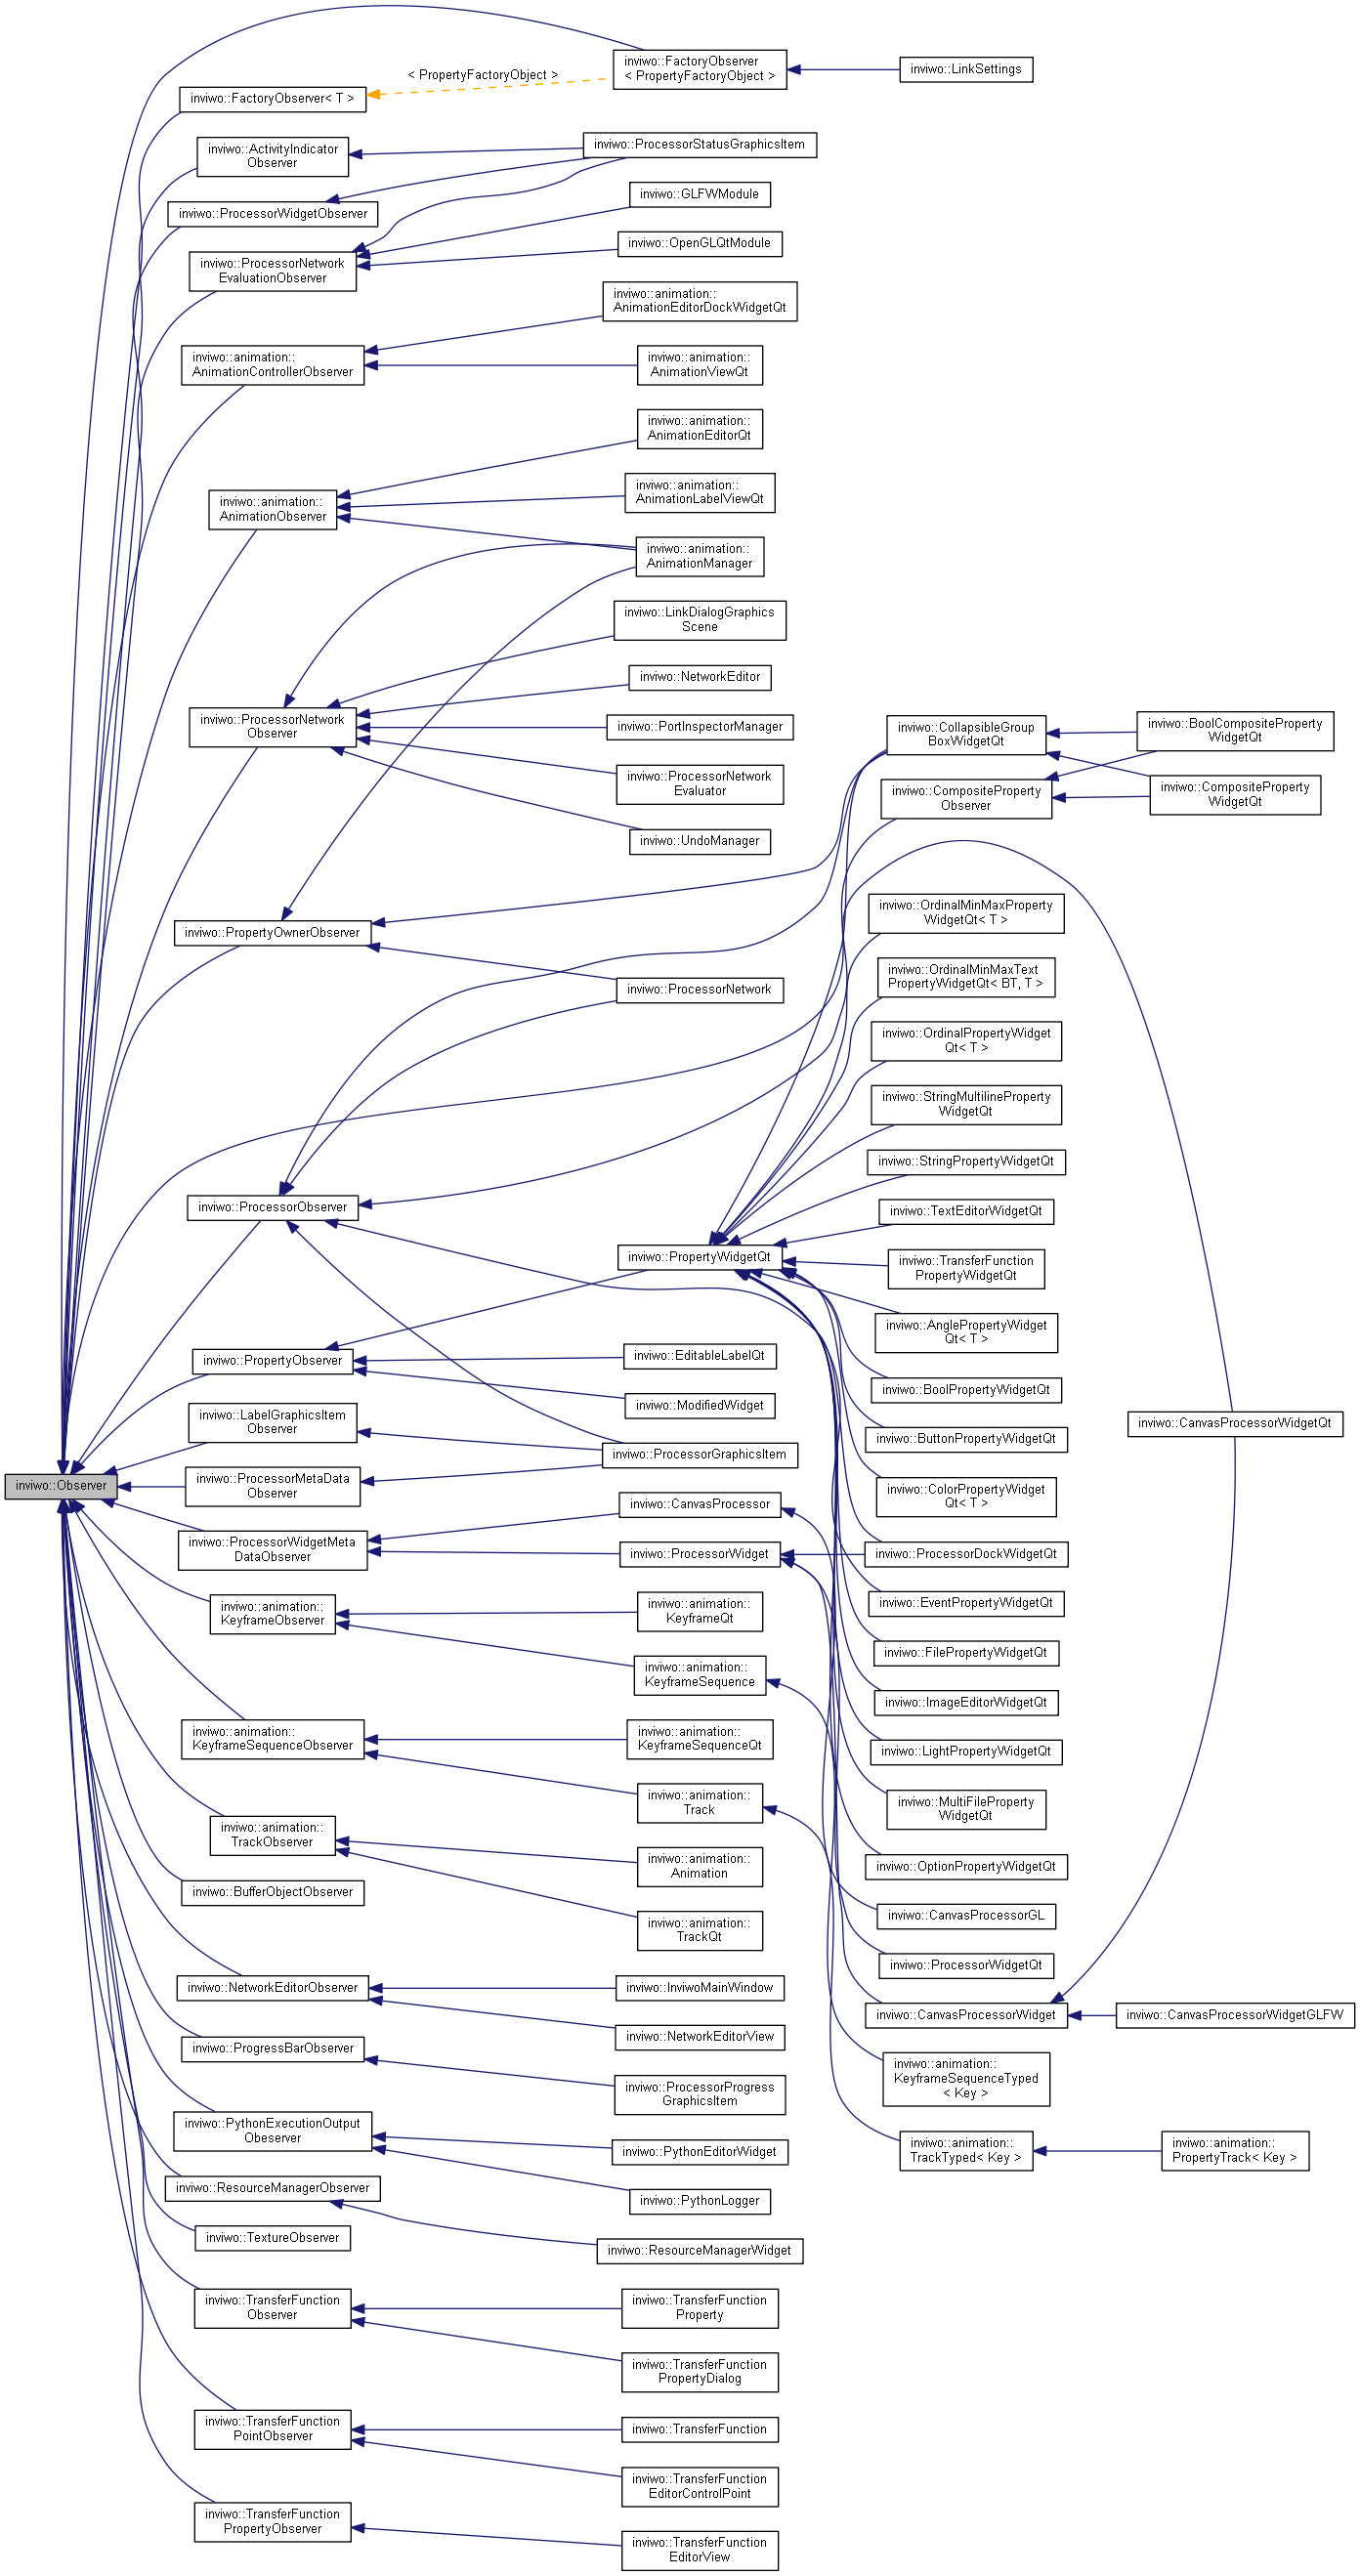 inviwo::FactoryObserver
< PropertyFactoryObject >
inviwo::LinkSettings
< PropertyFactoryObject >
inviwo::FactoryObserver< T >
inviwo::ActivityIndicator
Observer
inviwo::ProcessorStatusGraphicsItem
inviwo::ProcessorWidgetObserver
inviwo::GLFWModule
inviwo::ProcessorNetwork
EvaluationObserver
inviwo::OpenGLQtModule
inviwo::animation::
AnimationEditorDockWidgetQt
inviwo::animation::
AnimationControllerObserver
inviwo::animation::
AnimationViewQt
inviwo::animation::
AnimationEditorQt
inviwo::animation::
AnimationObserver
inviwo::animation::
AnimationLabelViewQt
inviwo::animation::
AnimationManager
inviwo::LinkDialogGraphics
Scene
inviwo::NetworkEditor
inviwo::ProcessorNetwork
Observer
inviwo::PortInspectorManager
inviwo::CollapsibleGroup
BoxWidgetQt
inviwo::BoolCompositeProperty
WidgetQt
inviwo::ProcessorNetwork
Evaluator
inviwo::CompositeProperty
Observer
inviwo::CompositeProperty
WidgetQt
inviwo::UndoManager
inviwo::OrdinalMinMaxProperty
WidgetQt< T >
inviwo::PropertyOwnerObserver
inviwo::OrdinalMinMaxText
PropertyWidgetQt< BT, T >
inviwo::ProcessorNetwork
inviwo::OrdinalPropertyWidget
Qt< T >
inviwo::StringMultilineProperty
WidgetQt
inviwo::StringPropertyWidgetQt
inviwo::ProcessorObserver
inviwo::TextEditorWidgetQt
inviwo::PropertyWidgetQt
inviwo::TransferFunction
PropertyWidgetQt
inviwo::AnglePropertyWidget
Qt< T >
inviwo::PropertyObserver
inviwo::EditableLabelQt
inviwo::BoolPropertyWidgetQt
inviwo::ModifiedWidget
inviwo::LabelGraphicsItem
Observer
inviwo::CanvasProcessorWidgetQt
inviwo::ButtonPropertyWidgetQt
inviwo::ProcessorGraphicsItem
inviwo::Observer
inviwo::ProcessorMetaData
Observer
inviwo::ColorPropertyWidget
Qt< T >
inviwo::CanvasProcessor
inviwo::ProcessorWidgetMeta
DataObserver
inviwo::ProcessorWidget
inviwo::ProcessorDockWidgetQt
inviwo::animation::
KeyframeObserver
inviwo::animation::
KeyframeQt
inviwo::EventPropertyWidgetQt
inviwo::FilePropertyWidgetQt
inviwo::animation::
KeyframeSequence
inviwo::ImageEditorWidgetQt
inviwo::animation::
KeyframeSequenceObserver
inviwo::animation::
KeyframeSequenceQt
inviwo::LightPropertyWidgetQt
inviwo::animation::
Track
inviwo::MultiFileProperty
WidgetQt
inviwo::animation::
TrackObserver
inviwo::animation::
Animation
inviwo::OptionPropertyWidgetQt
inviwo::BufferObjectObserver
inviwo::CanvasProcessorGL
inviwo::animation::
TrackQt
inviwo::ProcessorWidgetQt
inviwo::NetworkEditorObserver
inviwo::InviwoMainWindow
inviwo::CanvasProcessorWidget
inviwo::CanvasProcessorWidgetGLFW
inviwo::NetworkEditorView
inviwo::ProgressBarObserver
inviwo::animation::
KeyframeSequenceTyped
< Key >
inviwo::ProcessorProgress
GraphicsItem
inviwo::PythonExecutionOutput
Obeserver
inviwo::PythonEditorWidget
inviwo::animation::
TrackTyped< Key >
inviwo::animation::
PropertyTrack< Key >
inviwo::ResourceManagerObserver
inviwo::PythonLogger
inviwo::TextureObserver
inviwo::ResourceManagerWidget
inviwo::TransferFunction
Observer
inviwo::TransferFunction
Property
inviwo::TransferFunction
PropertyDialog
inviwo::TransferFunction
PointObserver
inviwo::TransferFunction
inviwo::TransferFunction
EditorControlPoint
inviwo::TransferFunction
PropertyObserver
inviwo::TransferFunction
EditorView